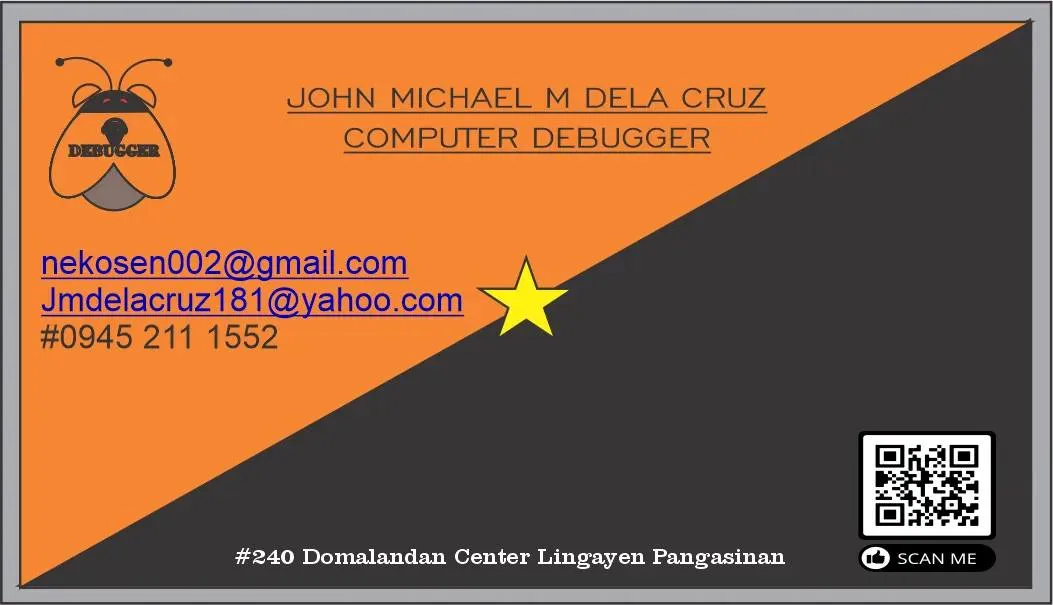 JOHN MICHAEL M DELA CRUZ
COMPUTER DEBUGGER
DEBUGGER
nekosen002@gmail.com
Jmdelacruz181@yahoo.com
#0945 211 1552
#240 Domalandan Center Lingayen Pangasinan
SCAN ME